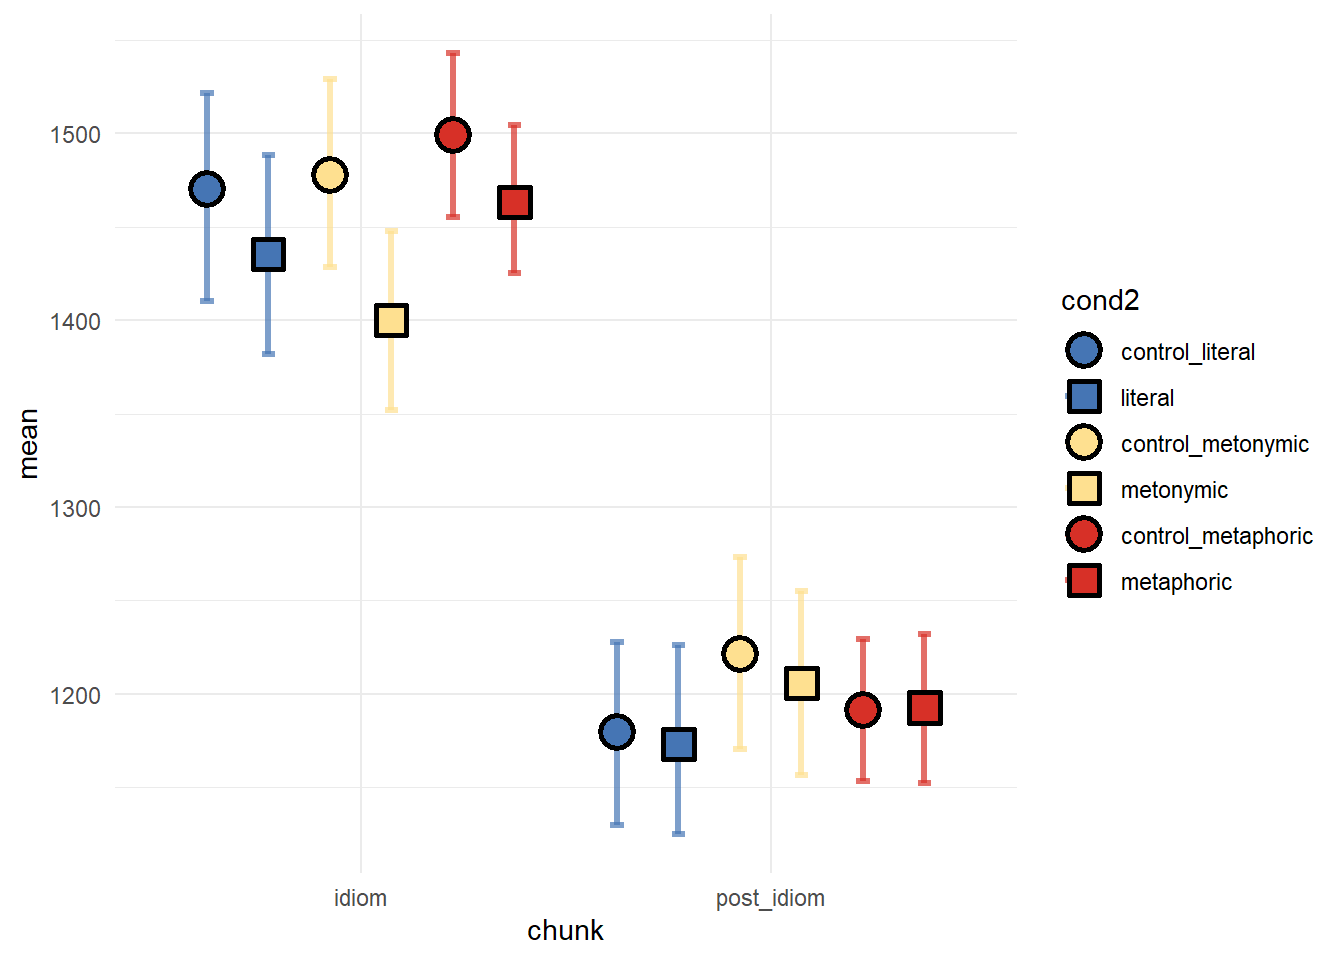 mean
1500
1400
1300
1200
idiom
post_idiom
chunk
cond2
control_literal
literal
control_metonymic
metonymic
control_metaphoric
metaphoric